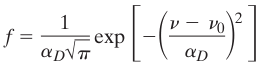 f = \frac{1}{\alpha_D \sqrt{\pi}} \exp \left[ -\left( \frac{\nu - \nu_0}{\alpha_D} \right)^2 \right]